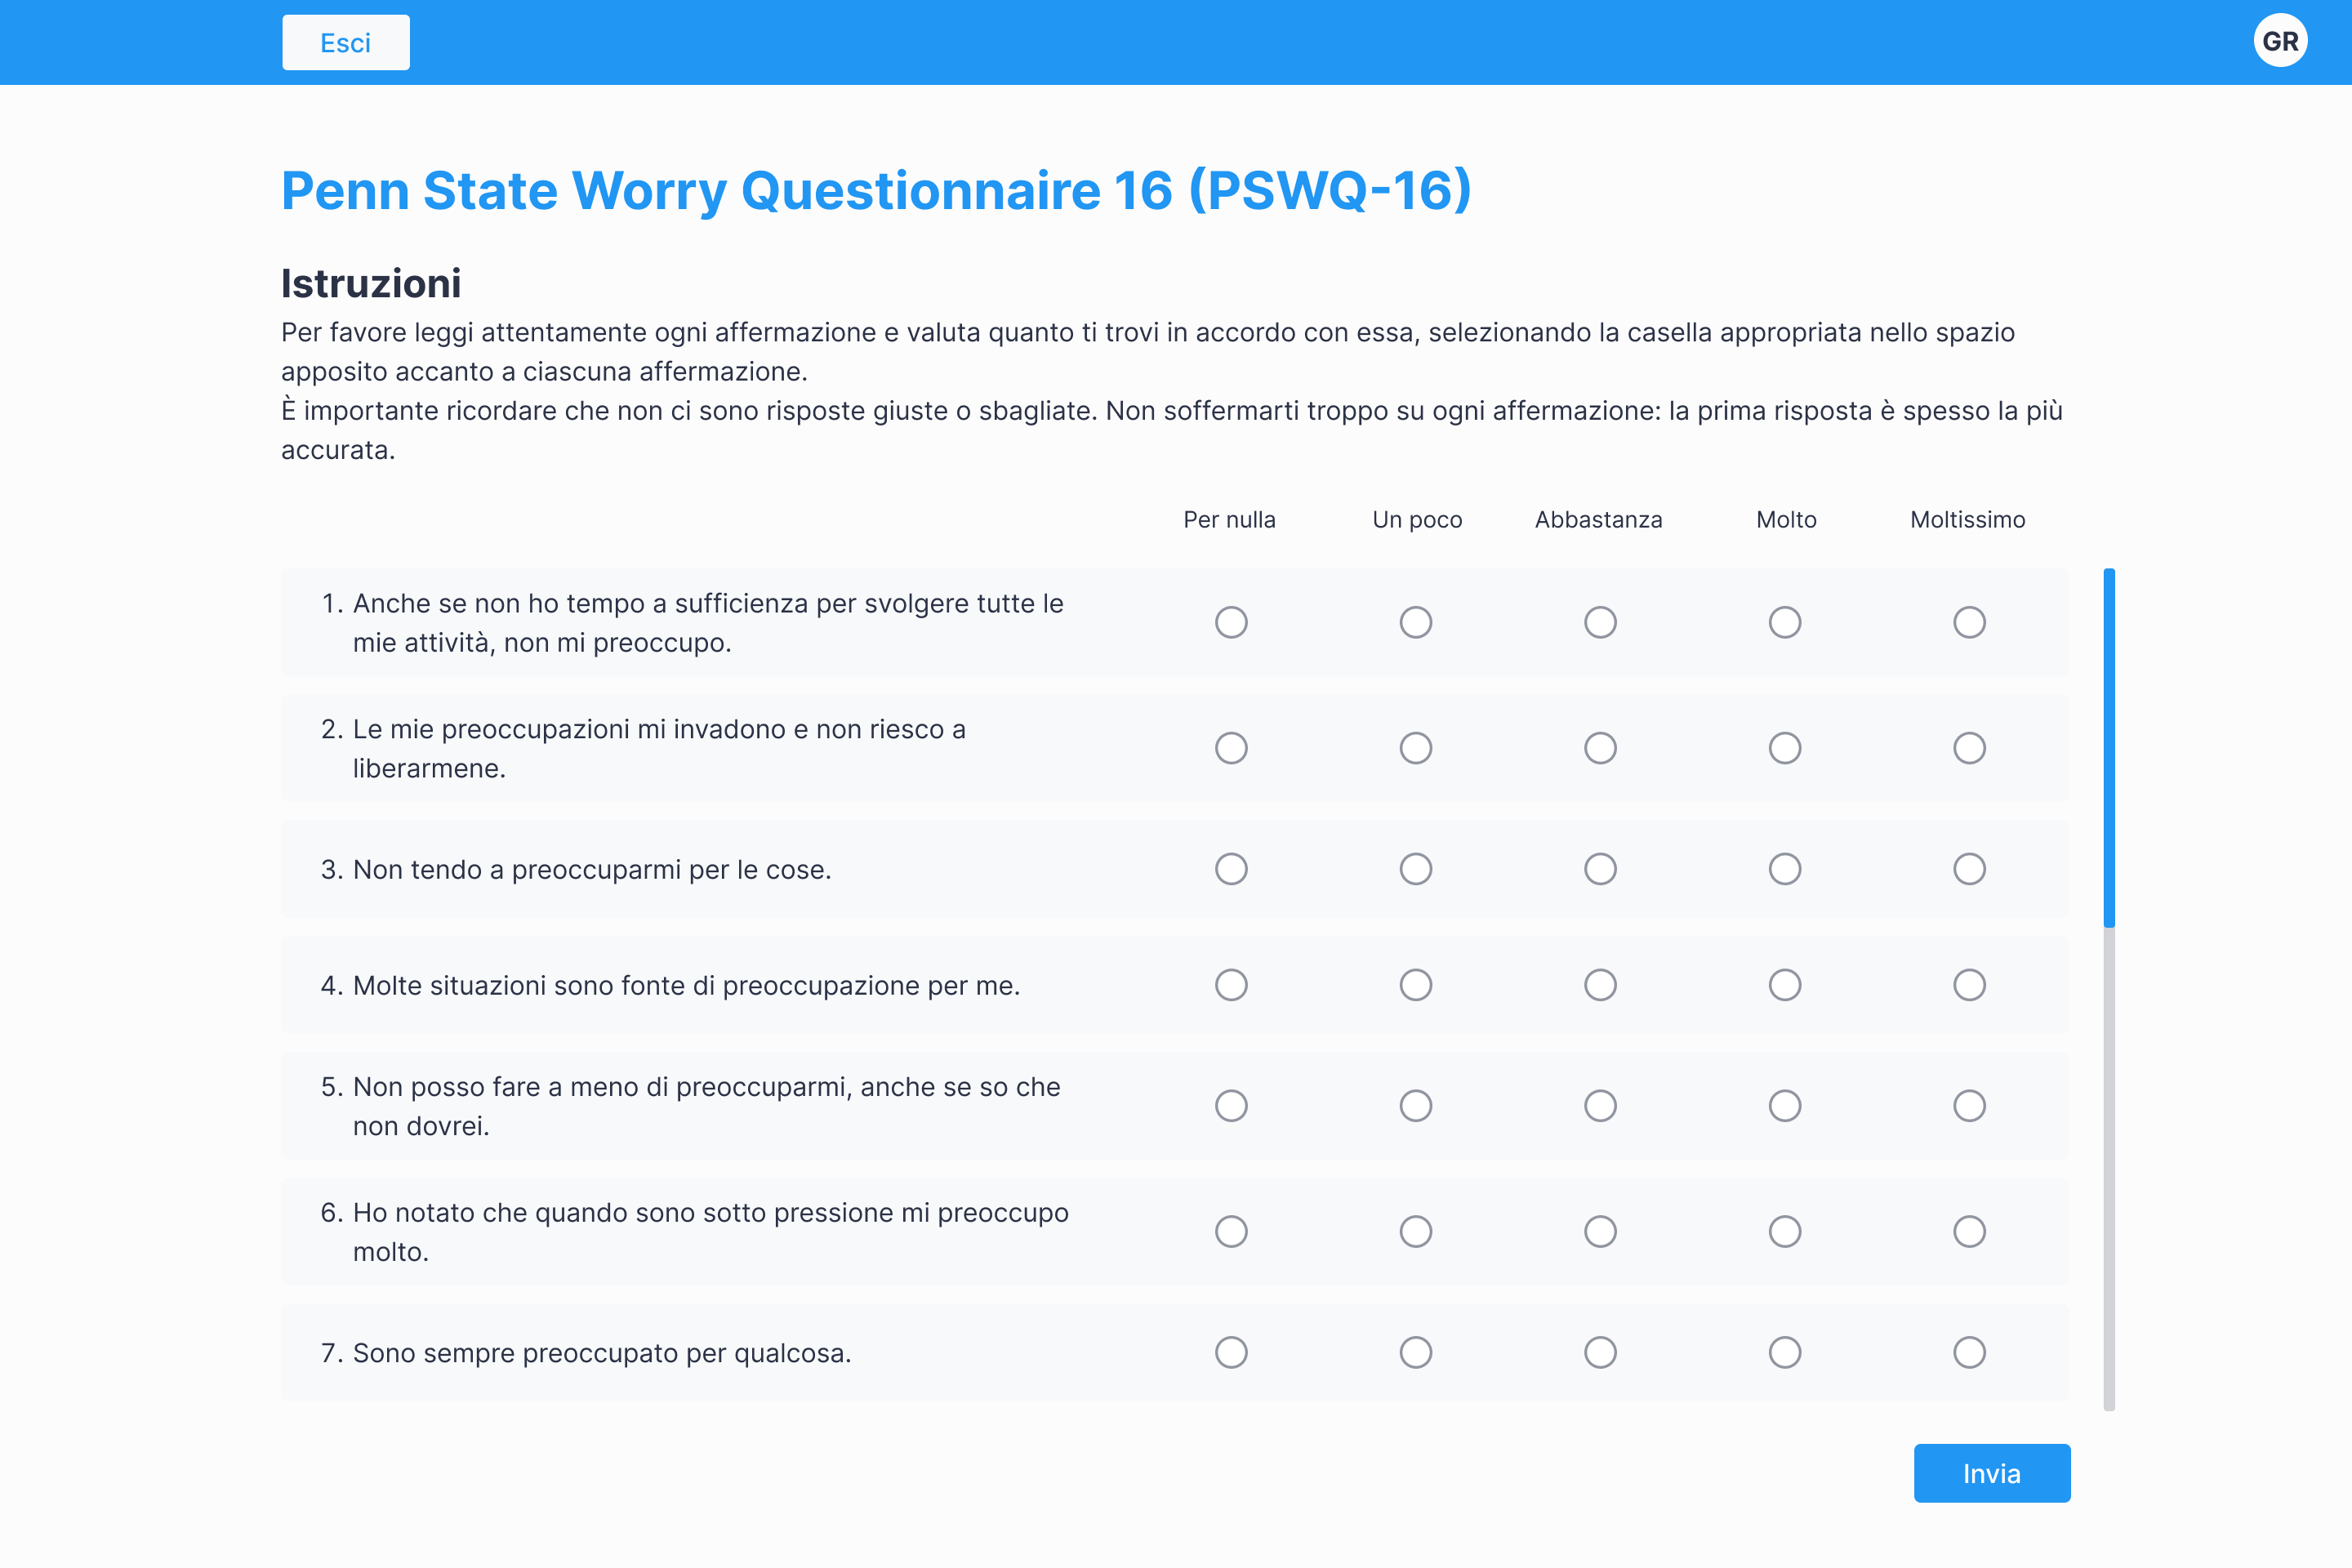 Esci
GR
Penn State Worry Questionnaire 16 (PSWQ-16)
Istruzioni
Per favore leggi attentamente ogni affermazione e valuta quanto ti trovi in accordo con essa, selezionando la casella appropriata nello spazio
apposito accanto a ciascuna affermazione.
È importante ricordare che non ci sono risposte giuste o sbagliate. Non soffermarti troppo su ogni affermazione: la prima risposta è spesso la più
accurata.
Per nulla Un poco Abbastanza Molto Moltissimo
1. Anche se non ho tempo a sufficienza per svolgere tutte le
mie attività, non mi preoccupo.
2. Le mie preoccupazioni mi invadono e non riesco a
liberarmene.
3. Non tendo a preoccuparmi per le cose.
4. Molte situazioni sono fonte di preoccupazione per me.
5. Non posso fare a meno di preoccuparmi, anche se so che
non dovrei.
6. Ho notato che quando sono sotto pressione mi preoccupo
molto.
7. Sono sempre preoccupato per qualcosa.
Invia